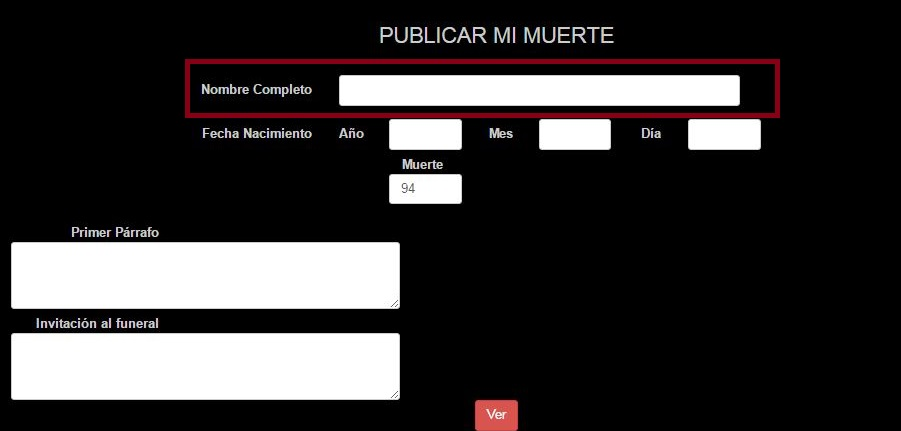 PUBLICAR MI MUERTE
Nombre Completo
Fecha Nacimiento Año Mes Día
Muerte
94
Primer Párrafo
Invitación al funeral
Ver